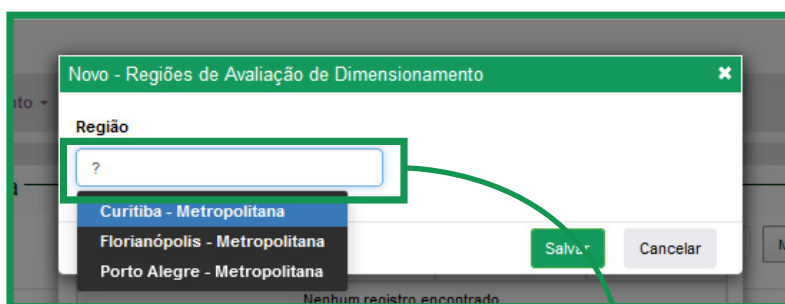 Novo - Regiões de Avaliação de Dimensionamento
Região
?
Curitiba - Metropolitana
Florianópolis - Metropolitana
Porto Alegre - Metropolitana
Salvar
Cancelar
Nenhum registro encontrado